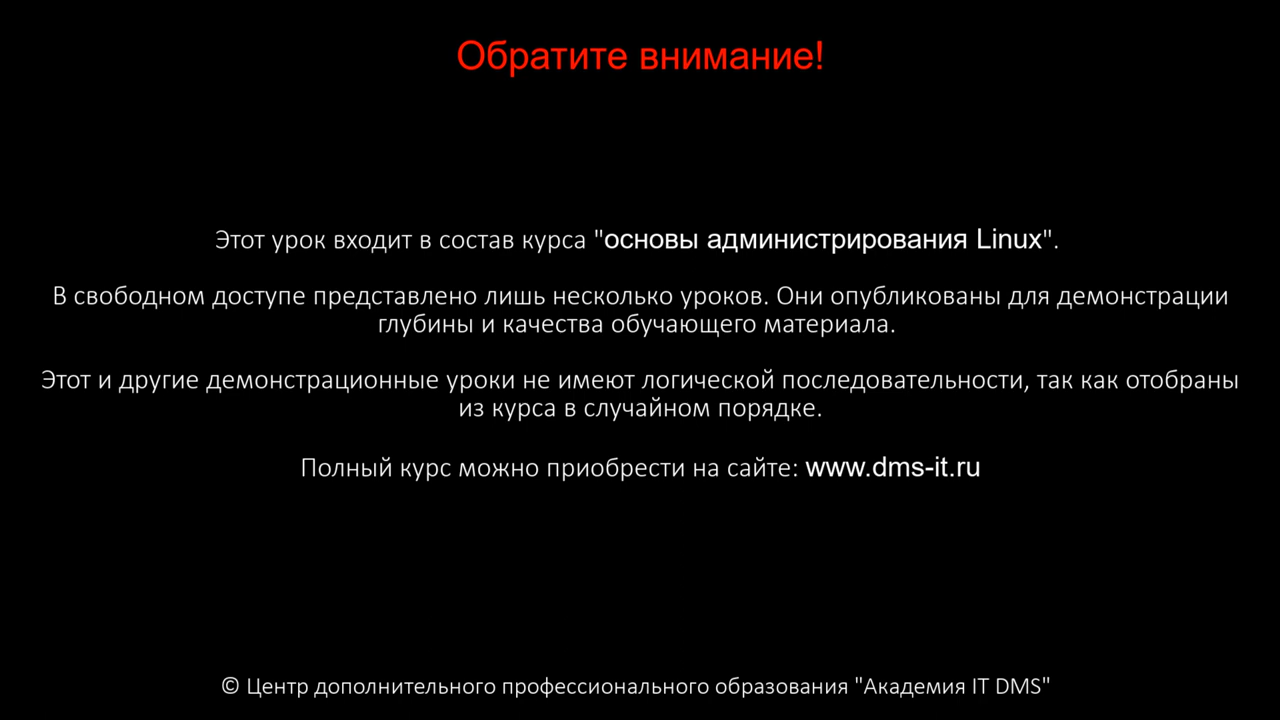 Обратите внимание!
Этот урок входит в состав курса "основы администрирования Linux".
В свободном доступе представлено лишь несколько уроков. Они опубликованы для демонстрации
глубины и качества обучающего материала.
Этот и другие демонстрационные уроки не имеют логической последовательности, так как отобраны
из курса в случайном порядке.
Полный курс можно приобрести на сайте: www.dms-it.ru
© Центр дополнительного профессионального образования "Академия IT DMS"